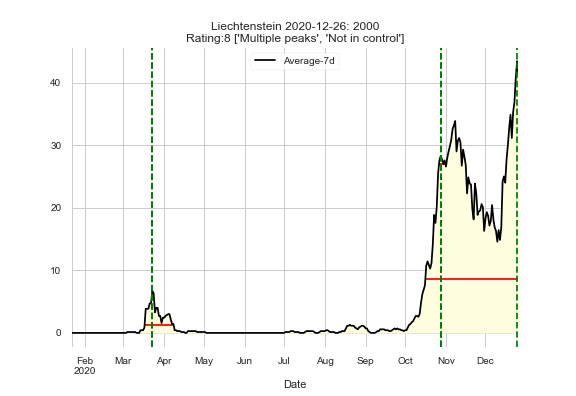 Liechtenstein 2020-12-26: 2000
Rating:8 ['Multiple peaks', 'Not in control']
Average-7d
40
30
20
10
0
Feb Mar Apr May Jun Jul Aug Sep Oct Nov Dec
2020
Date